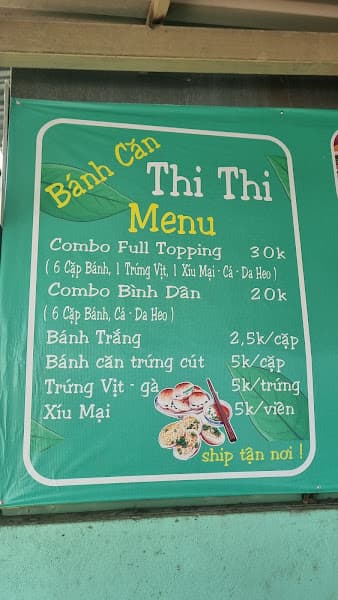 Bánh Căn
Thi Thi
Menu
Combo Full Topping 30k
( 6 Cặp Bánh, 1 Trứng Vịt, 1 Xíu Mại - Cá - Da Heo )
Combo Bình Dân 20k
( 6 Cặp Bánh, Cá - Da Heo )
Bánh Trắng 2,5k/cặp
Bánh căn trứng cút 5k/cặp
Trứng Vịt - gà 5k/trứng
Xíu Mại 5k/viên
ship tận nơi !